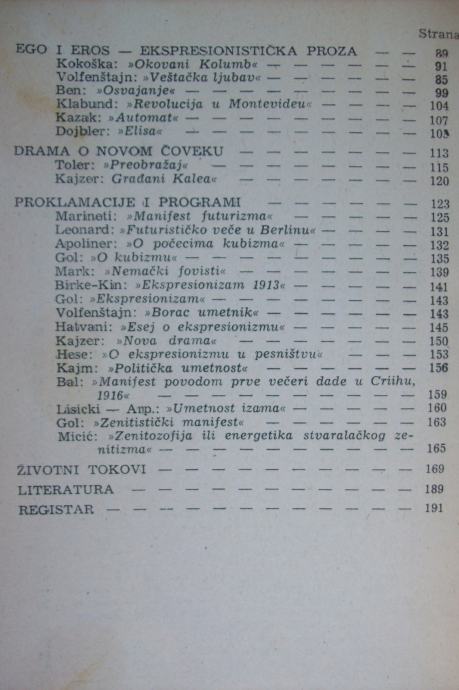 Strana
EGO I EROS — EKSPRESIONISTIČKA PROZA — — 89
Kokoška: »Okovani Kolumb« — — — — — — 91
Volfenštajn: »Veštačka ljubav« — — — — — 85
Ben: »Osvajanje« — — — — — — — — 99
Klabund: »Revolucija u Montevideu« — — — — 104
Kazak: »Automat« — — — — — — — — 107
Dojbler: »Elisa« — — — — — — — — 108
DRAMA O NOVOM ČOVEKU — — — — — — 113
Toler: »Preobražaj« — — — — — — — 115
Kajzer: Građani Kalea« — — — — — — — 120
PROKLAMACIJE I PROGRAMI — — — — — 123
Marineti: »Manifest futurizma« — — — — — 125
Leonard: »Futurističko veče u Berlinu« — — — 131
Apoliner: »O počecima kubizma« — — — — 132
Gol: »O kubizmu« — — — — — — — — 135
Mark: »Nemački fovisti« — — — — — — 139
Birke-Kin: »Ekspresionizam 1913« — — — — 141
Gol: »Ekspresionizam« — — — — — — — 143
Volfenštajn: »Borac umetnik« — — — — — 143
Hatvani: »Esej o ekspresionizmu« — — — — 145
Kajzer: »Nova drama« — — — — — — — 150
Hese: »O ekspresionizmu u pesništvu« — — — 153
Kajm: »Politička umetnost« — — — — — — 156
Bal: »Manifest povodom prve večeri dade u Criihu,
1916« — — — — — — — — — — 159
Lisicki — Anp.: »Umetnost izama« — — — — 160
Gol: »Zenitistički manifest« — — — — — — 163
Micić: »Zenitozofija ili energetika stvaralačkog ze-
nitizma« — — — — — — — — — 165
ŽIVOTNI TOKOVI — — — — — — — — — 169
LITERATURA — — — — — — — — — — 189
REGISTAR — — — — — — — — — — — 191